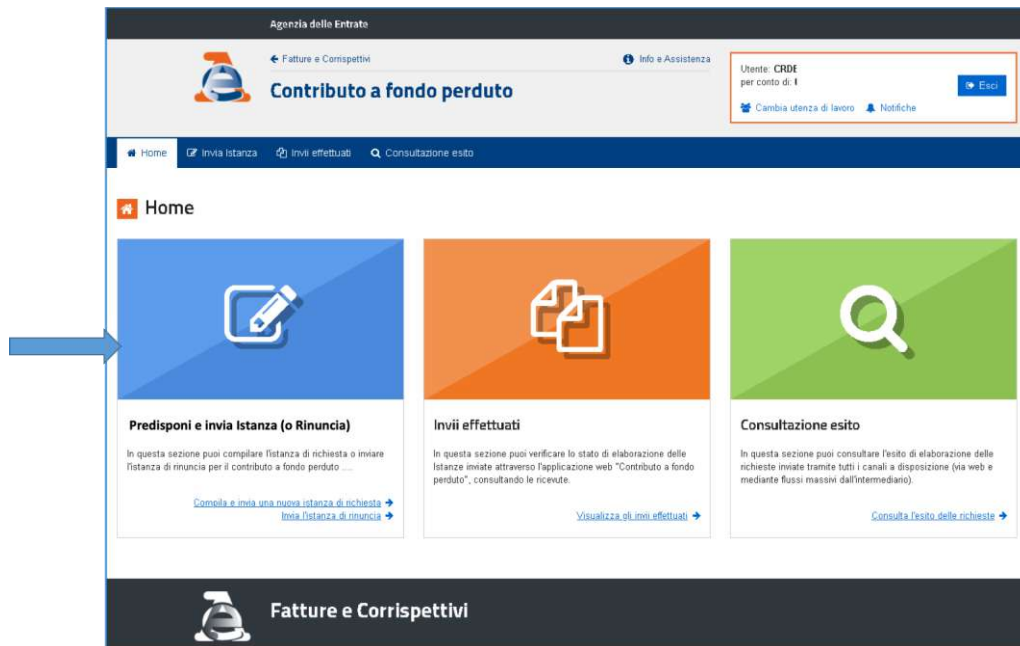 Agenzia delle Entrate
Fatture e Corrispettivi
Info e Assistenza
Contributo a fondo perduto
Utente: CRDE
per conto di: I
Cambia utenza di lavoro
Notifiche
Esci
Home
Invia Istanza
Invii effettuati
Consultazione esito
Home
Predisponi e invia Istanza (o Rinuncia)
In questa sezione puoi compilare l'istanza di richiesta o inviare
l'istanza di rinuncia per il contributo a fondo perduto ....
Compila e invia una nuova istanza di richiesta
Invia l'istanza di rinuncia
Invii effettuati
In questa sezione puoi verificare lo stato di elaborazione delle
Istanze inviate attraverso l'applicazione web "Contributo a fondo
perduto", consultando le ricevute.
Visualizza gli invii effettuati
Consultazione esito
In questa sezione puoi consultare l'esito di elaborazione delle
richieste inviate tramite tutti i canali a disposizione (via web e
mediante flussi massivi dall'intermediario).
Consulta l'esito delle richieste
Fatture e Corrispettivi